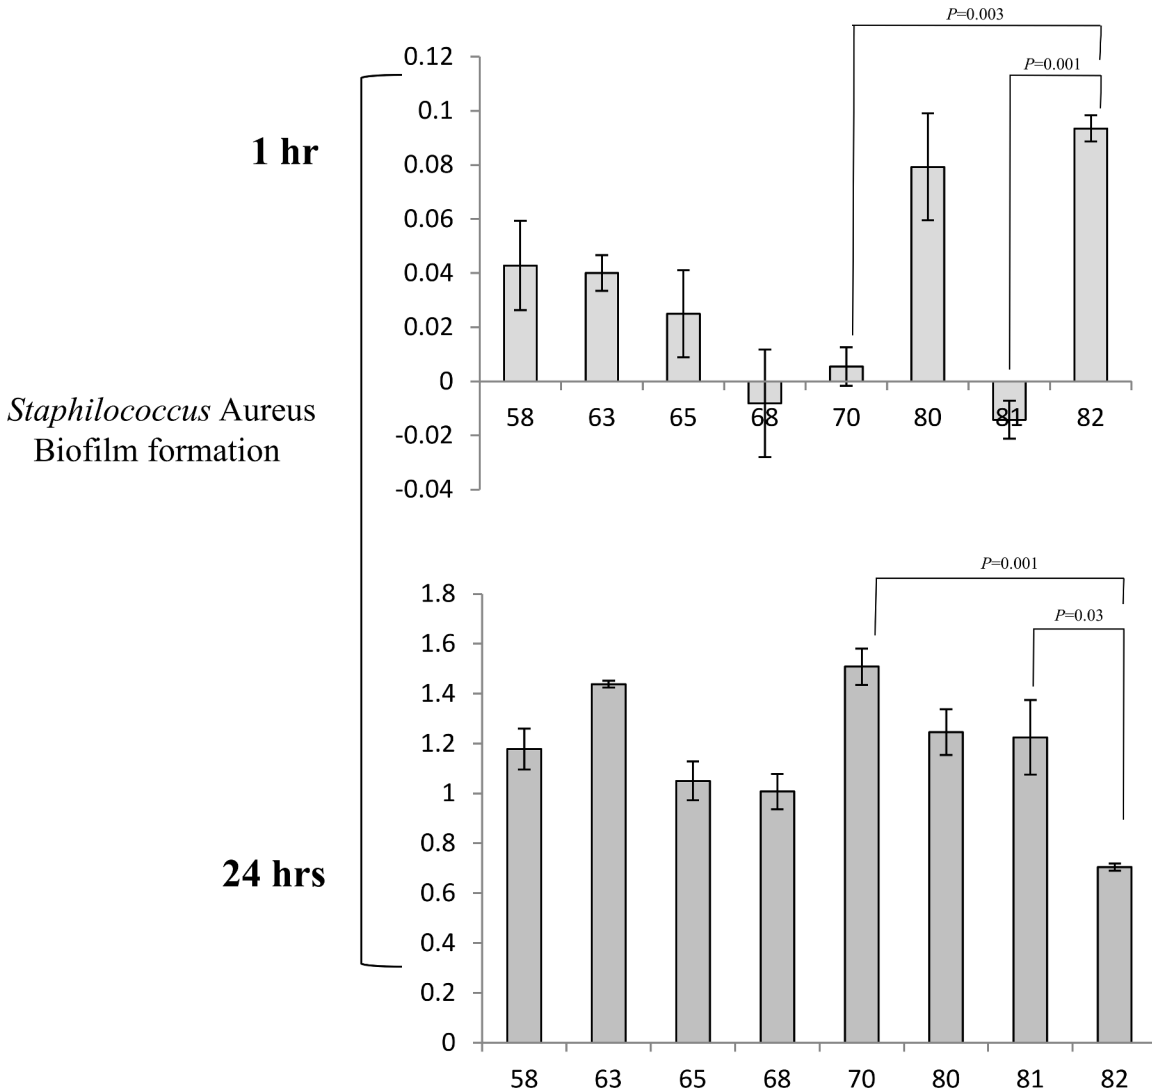 P=0.003
P=0.001
0.12
0.1
0.08
0.06
0.04
0.02
0
-0.02
-0.04
1 hr
58 63 65 68 70 80 81 82
Staphilococcus Aureus
Biofilm formation
P=0.001
P=0.03
1.8
1.6
1.4
1.2
1
0.8
0.6
0.4
0.2
0
24 hrs
58 63 65 68 70 80 81 82